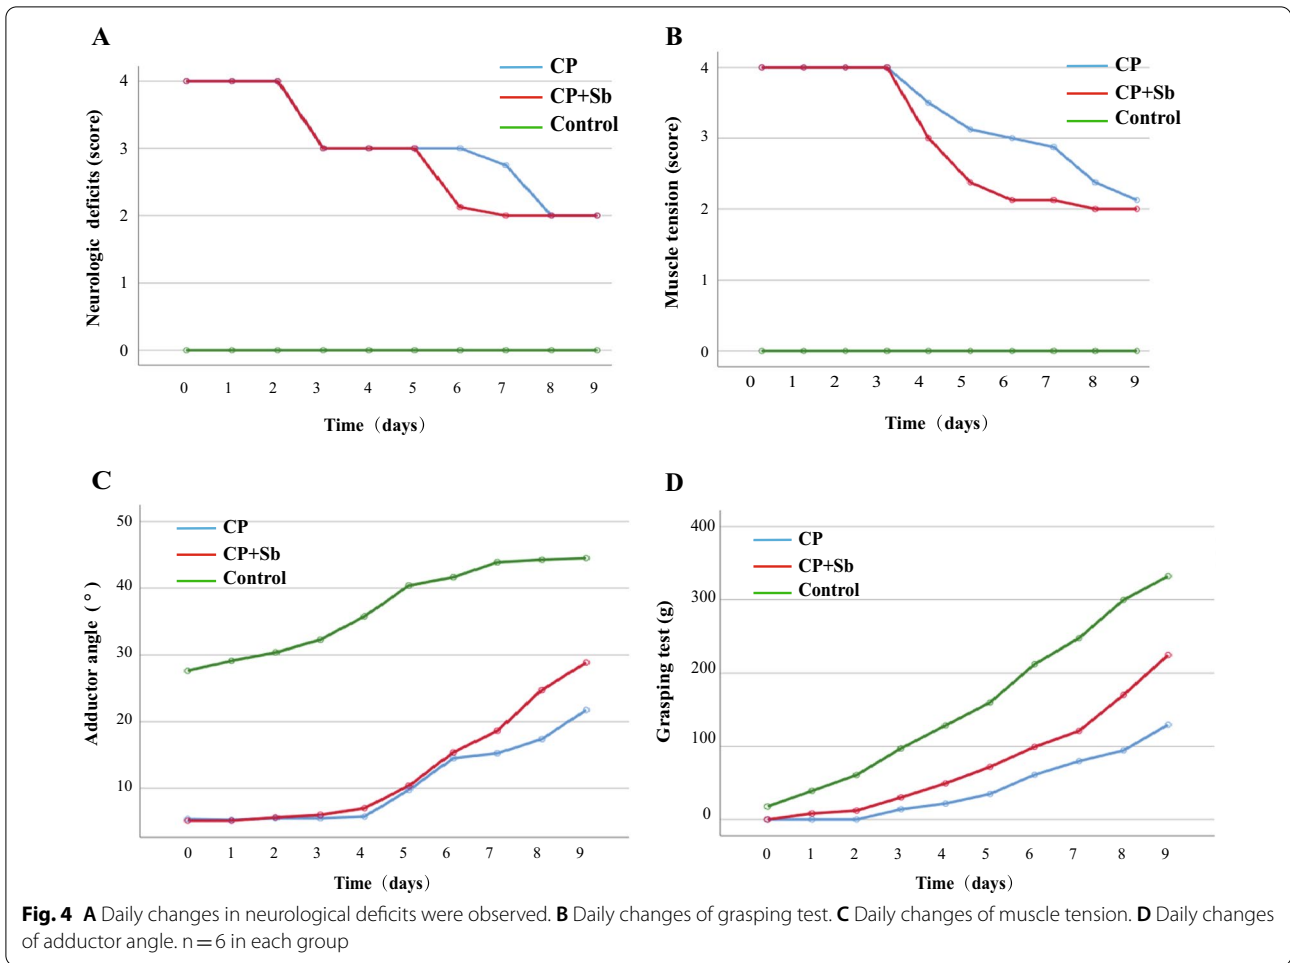 A
CP
CP+Sb
Control
Neurologic deficits (score)
4
3
2
1
0
0 1 2 3 4 5 6 7 8 9
Time（days）
B
CP
CP+Sb
Control
Muscle tension (score)
4
3
2
1
0
0 1 2 3 4 5 6 7 8 9
Time（days）
C
CP
CP+Sb
Control
Adductor angle (°)
50
40
30
20
10
0 1 2 3 4 5 6 7 8 9
Time（days）
D
CP
CP+Sb
Control
Grasping test (g)
400
300
200
100
0
0 1 2 3 4 5 6 7 8 9
Time（days）
Fig. 4 A Daily changes in neurological deficits were observed. B Daily changes of grasping test. C Daily changes of muscle tension. D Daily changes
of adductor angle. n = 6 in each group